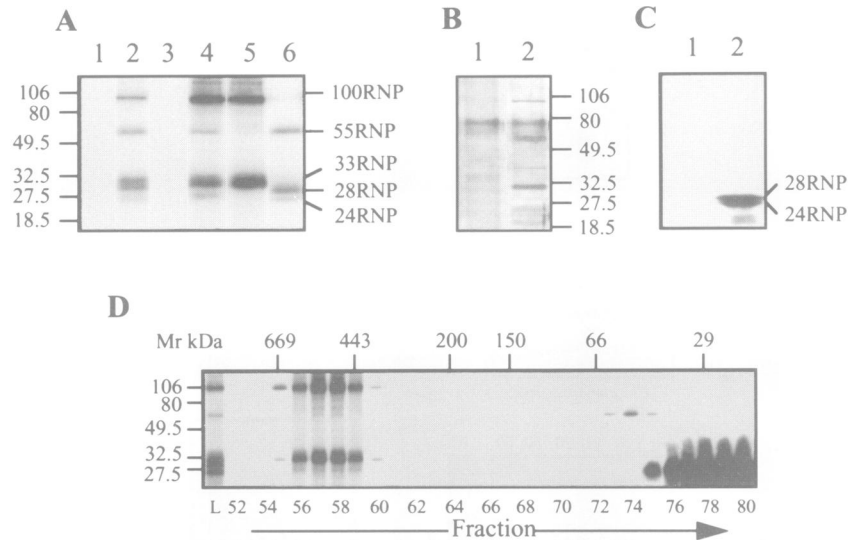 A
1 2 3 4 5 6
106
80
49.5
32.5
27.5
18.5
100RNP
55RNP
33RNP
28RNP
24RNP
B
1 2
106
80
49.5
32.5
27.5
18.5
C
1 2
28RNP
24RNP
D
Mr kDa 669 443 200 150 66 29
106
80
49.5
32.5
27.5
L 52 54 56 58 60 62 64 66 68 70 72 74 76 78 80
Fraction